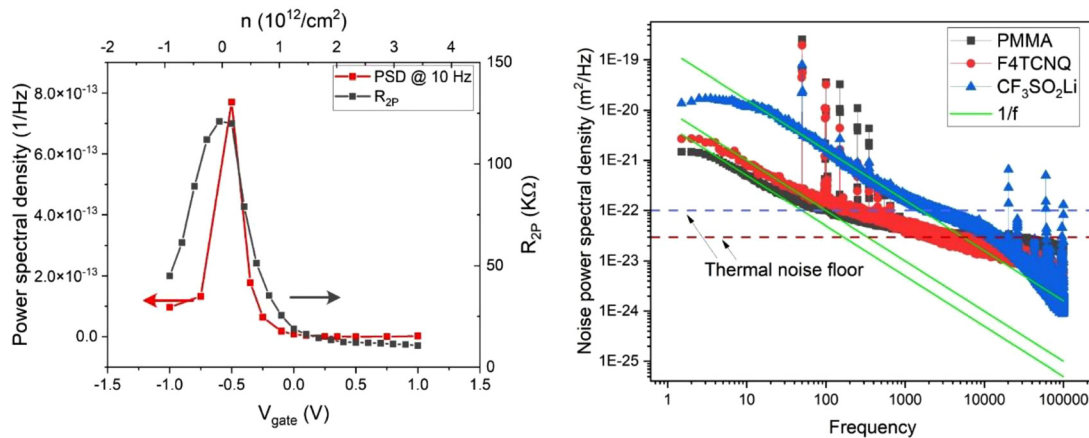 n (10¹²/cm²)
-2 -1 0 1 2 3 4
Power spectral density (1/Hz)
8.0×10⁻¹³
6.0×10⁻¹³
4.0×10⁻¹³
2.0×10⁻¹³
0.0
PSD @ 10 Hz
R2P
150
100
50
0
R2P (KΩ)
-1.5 -1.0 -0.5 0.0 0.5 1.0 1.5
Vgate (V)
Noise power spectral density (m²/Hz)
1E-19
1E-20
1E-21
1E-22
1E-23
1E-24
1E-25
PMMA
F4TCNQ
CF₃SO₂Li
1/f
Thermal noise floor
1 10 100 1000 10000 100000
Frequency